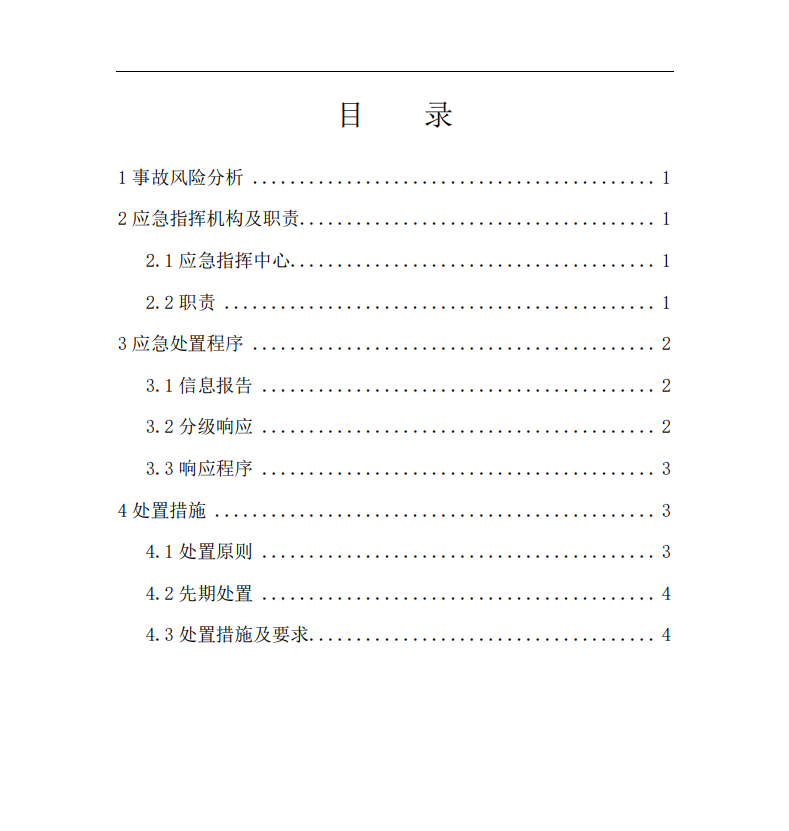 目 录
1 事故风险分析 ........................................... 1
2 应急指挥机构及职责...................................... 1
2.1 应急指挥中心....................................... 1
2.2 职责 .............................................. 1
3 应急处置程序 ........................................... 2
3.1 信息报告 .......................................... 2
3.2 分级响应 .......................................... 2
3.3 响应程序 .......................................... 3
4 处置措施 ............................................... 3
4.1 处置原则 .......................................... 3
4.2 先期处置 .......................................... 4
4.3 处置措施及要求..................................... 4